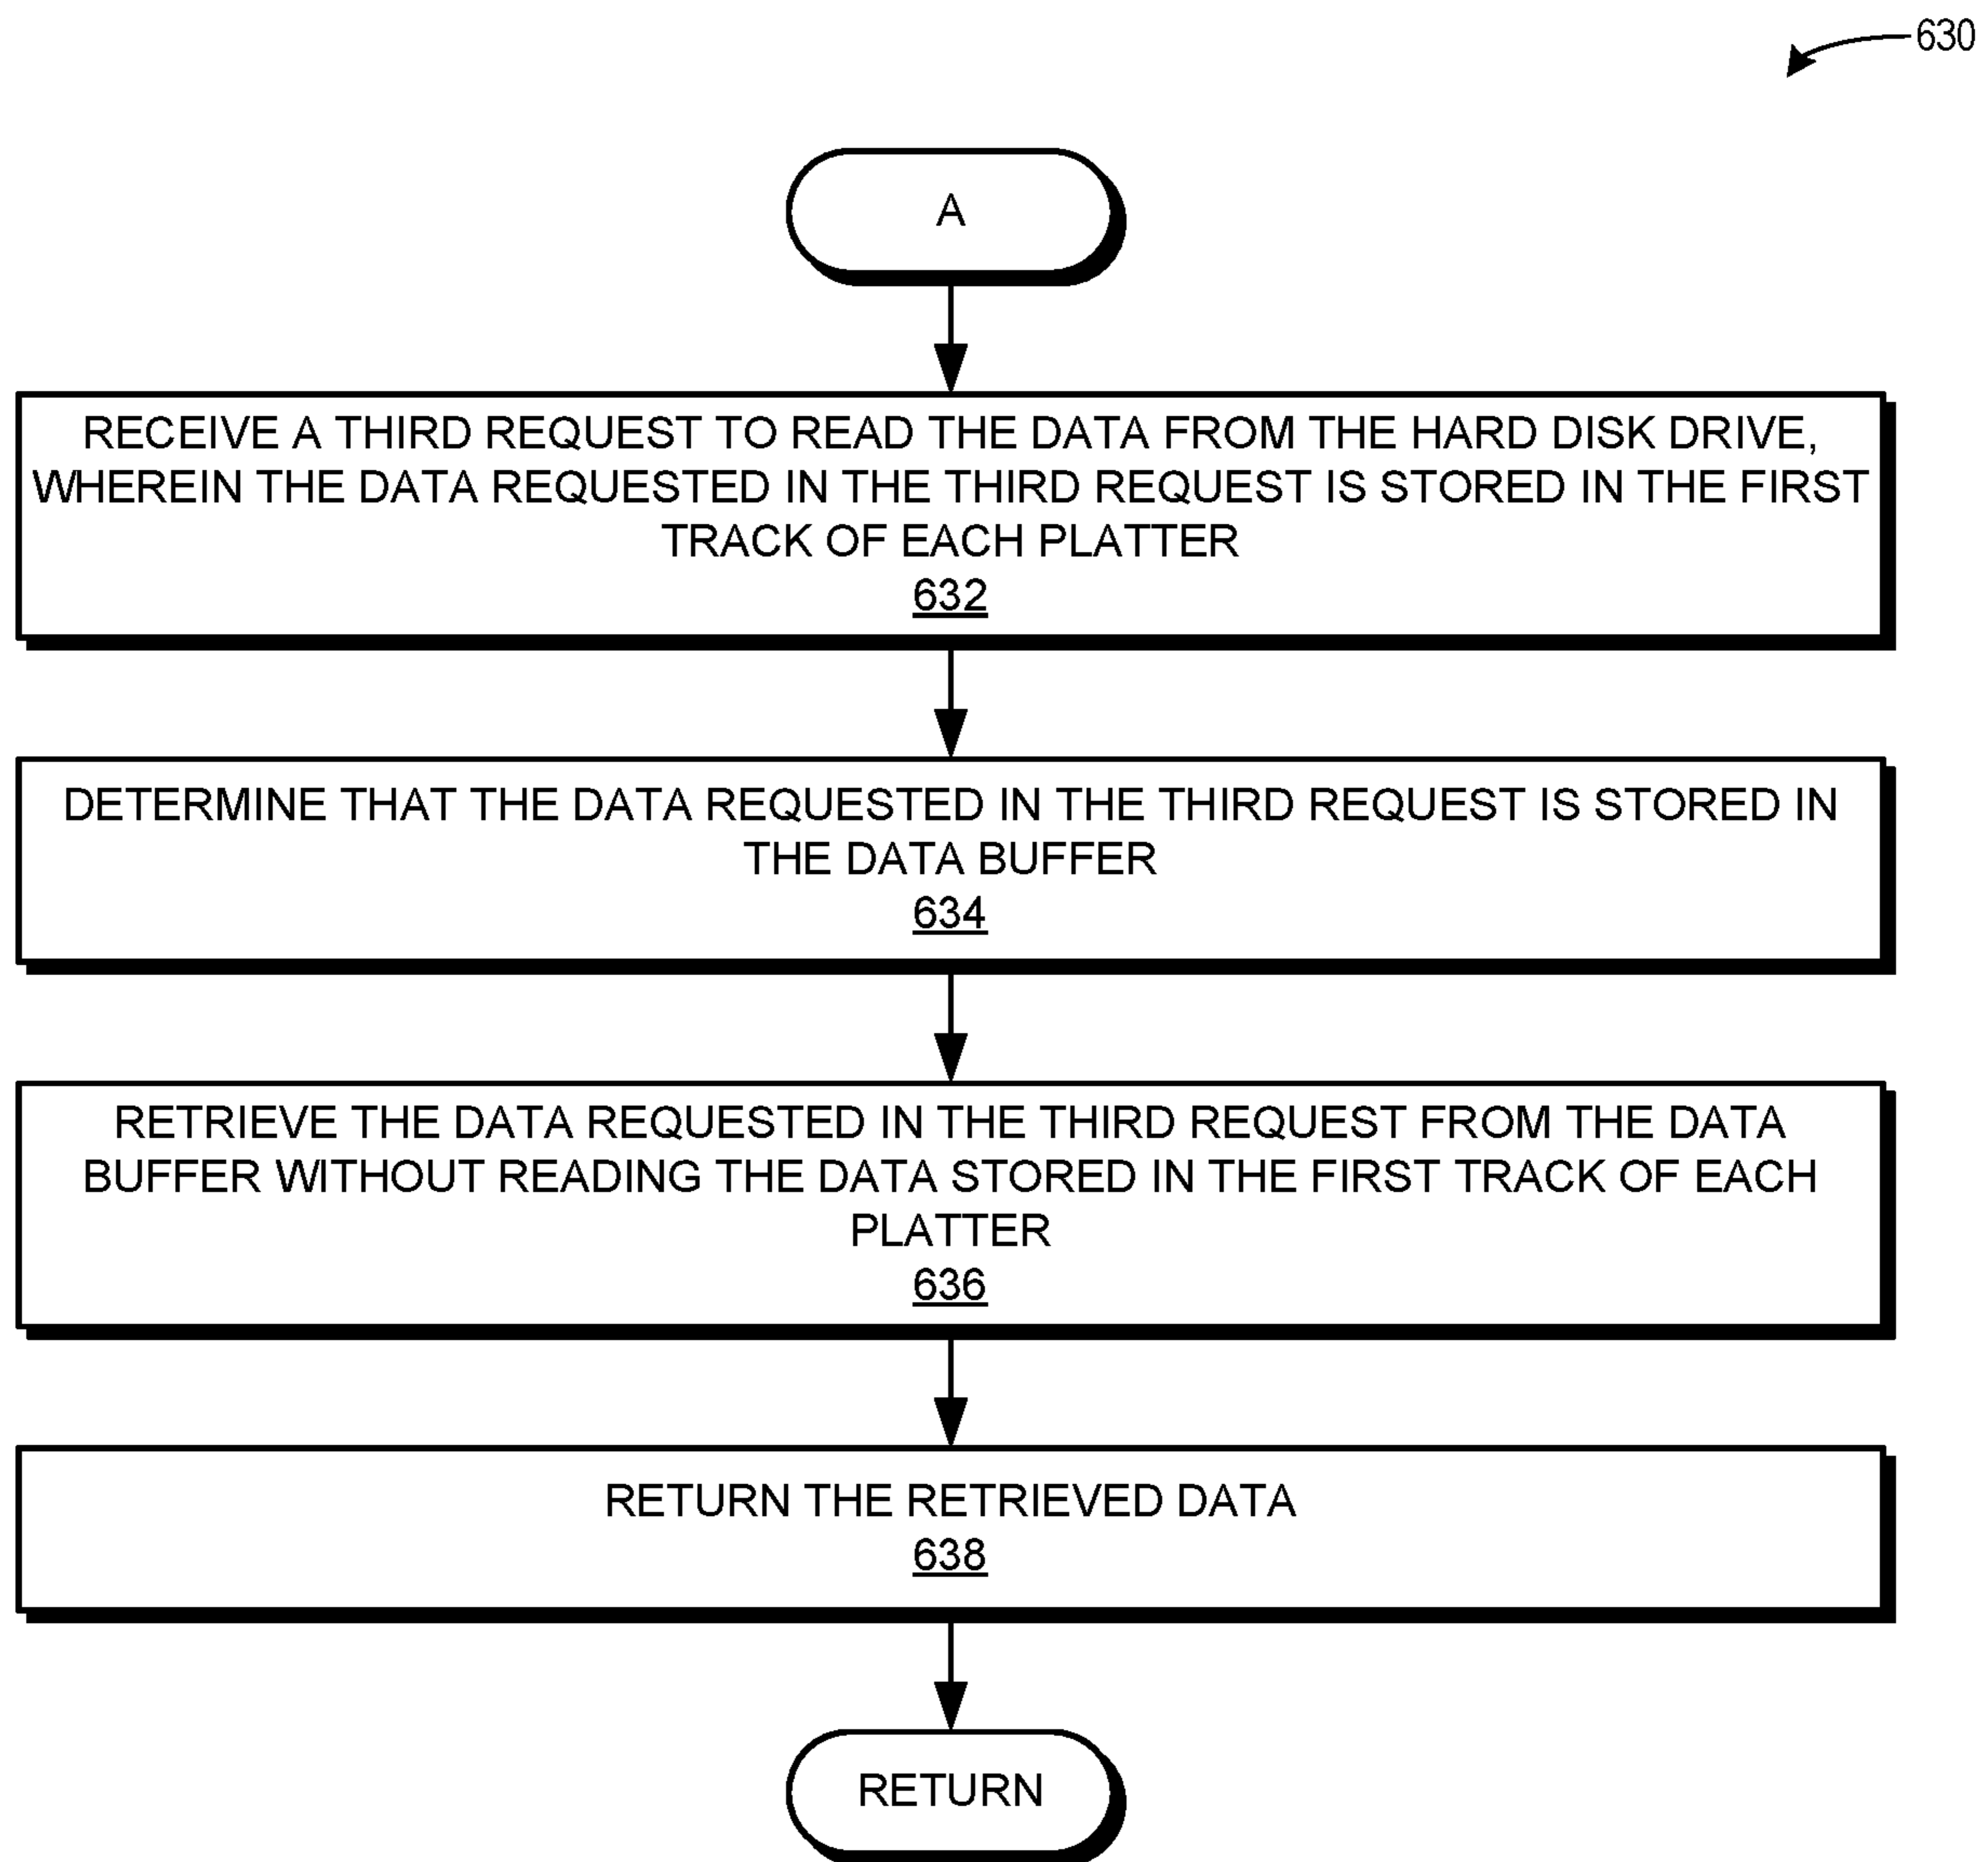 630
A
RECEIVE A THIRD REQUEST TO READ THE DATA FROM THE HARD DISK DRIVE,
WHEREIN THE DATA REQUESTED IN THE THIRD REQUEST IS STORED IN THE FIRST
TRACK OF EACH PLATTER
632
DETERMINE THAT THE DATA REQUESTED IN THE THIRD REQUEST IS STORED IN
THE DATA BUFFER
634
RETRIEVE THE DATA REQUESTED IN THE THIRD REQUEST FROM THE DATA
BUFFER WITHOUT READING THE DATA STORED IN THE FIRST TRACK OF EACH
PLATTER
636
RETURN THE RETRIEVED DATA
638
RETURN